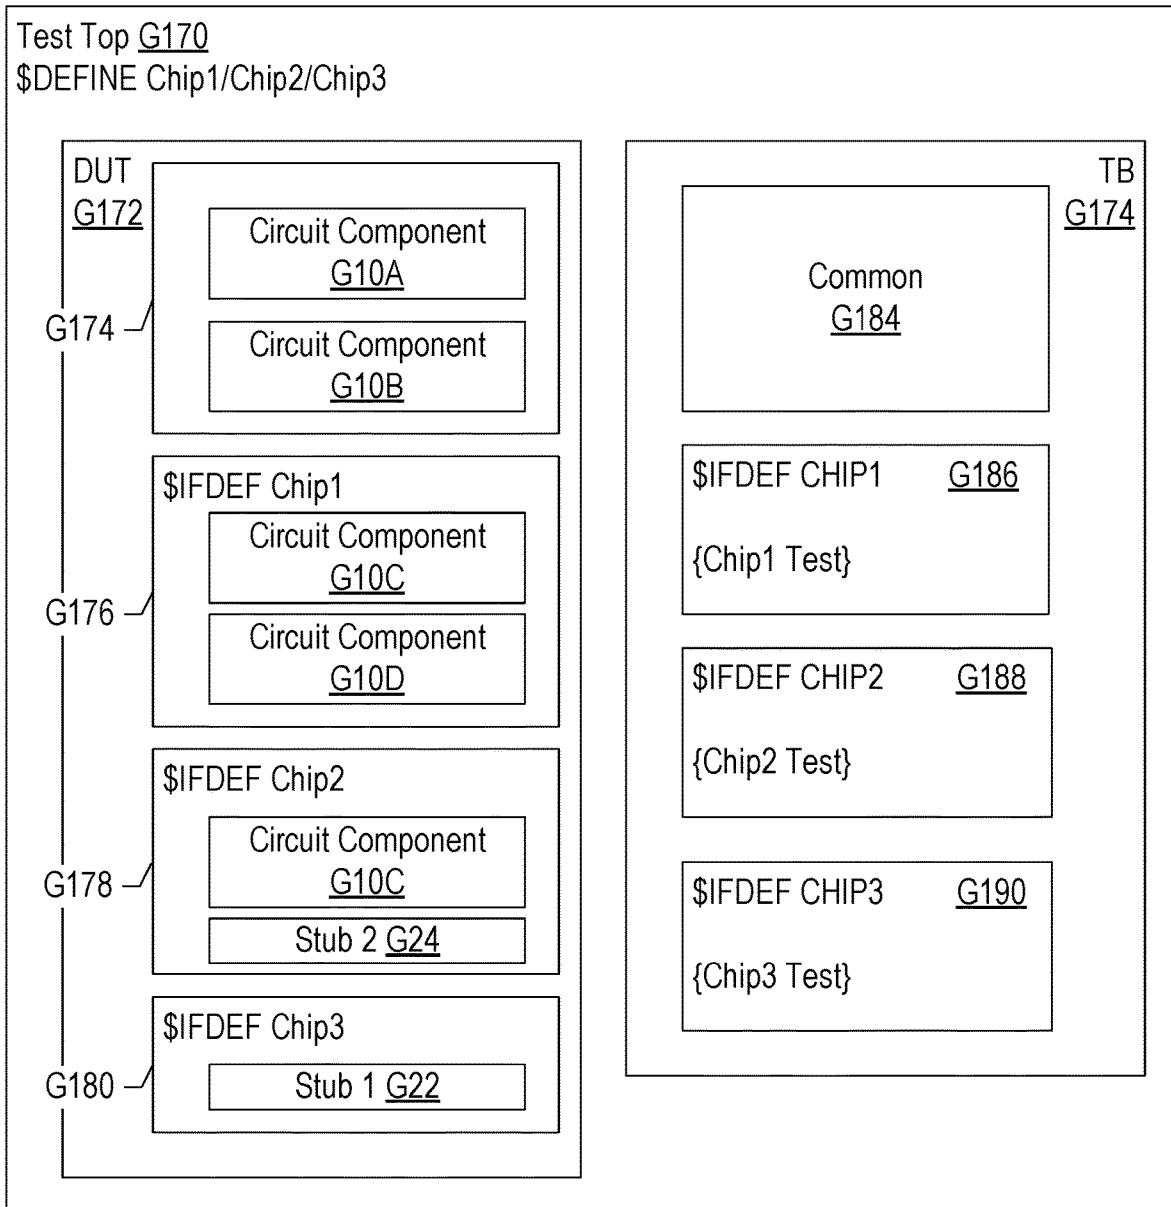 Test Top G170
$DEFINE Chip1/Chip2/Chip3
DUT
G172
Circuit Component
G10A
Circuit Component
G10B
G174
$IFDEF Chip1
Circuit Component
G10C
Circuit Component
G10D
G176
$IFDEF Chip2
Circuit Component
G10C
Stub 2 G24
G178
$IFDEF Chip3
Stub 1 G22
G180
TB
G174
Common
G184
$IFDEF CHIP1 G186
{Chip1 Test}
$IFDEF CHIP2 G188
{Chip2 Test}
$IFDEF CHIP3 G190
{Chip3 Test}